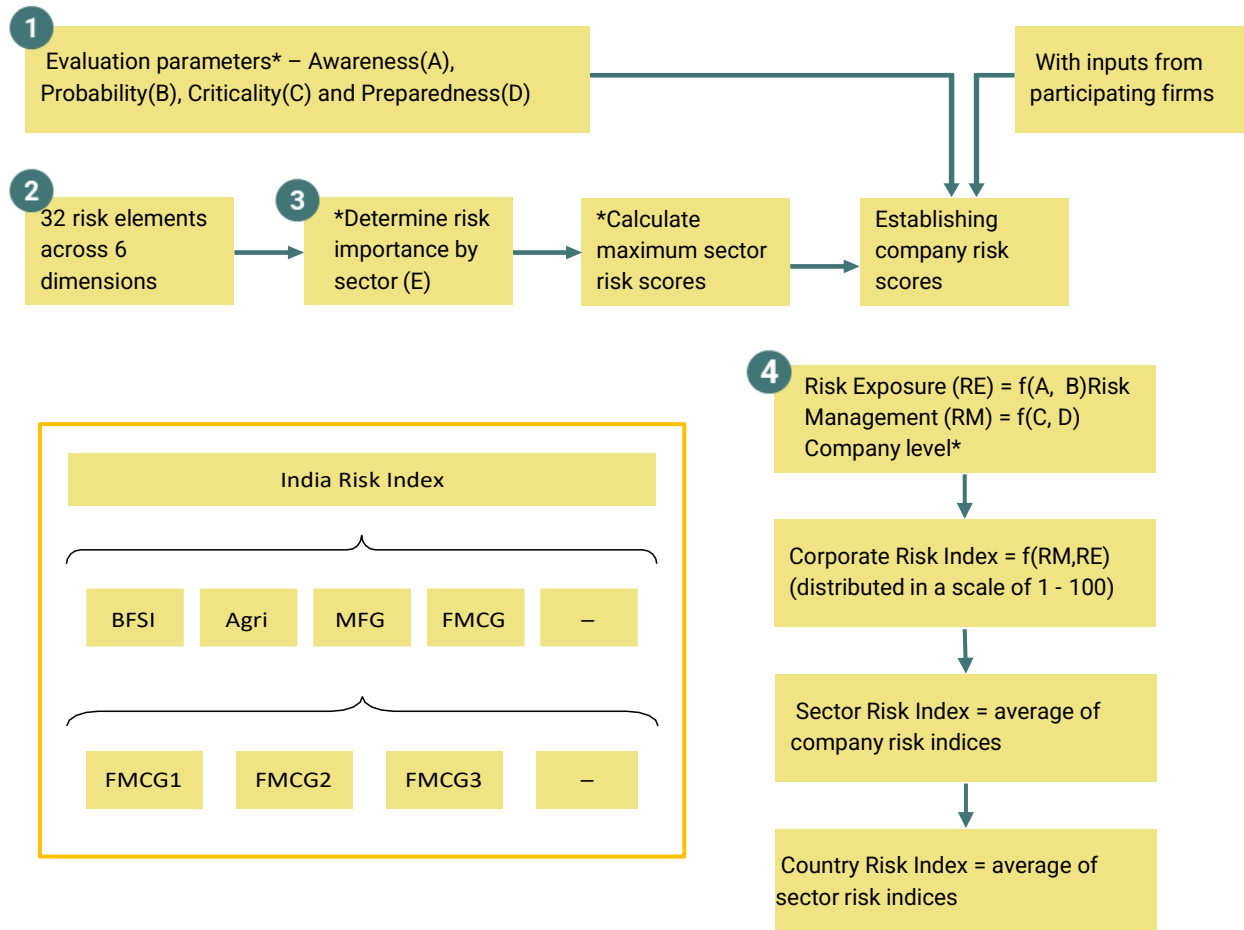 1
Evaluation parameters* – Awareness(A),
Probability(B), Criticality(C) and Preparedness(D)
With inputs from
participating firms
2
32 risk elements
across 6
dimensions
3
*Determine risk
importance by
sector (E)
*Calculate
maximum sector
risk scores
Establishing
company risk
scores
4
Risk Exposure (RE) = f(A, B)Risk
Management (RM) = f(C, D)
Company level*
Corporate Risk Index = f(RM,RE)
(distributed in a scale of 1 - 100)
Sector Risk Index = average of
company risk indices
Country Risk Index = average of
sector risk indices
India Risk Index
BFSI Agri MFG FMCG –
FMCG1 FMCG2 FMCG3 –